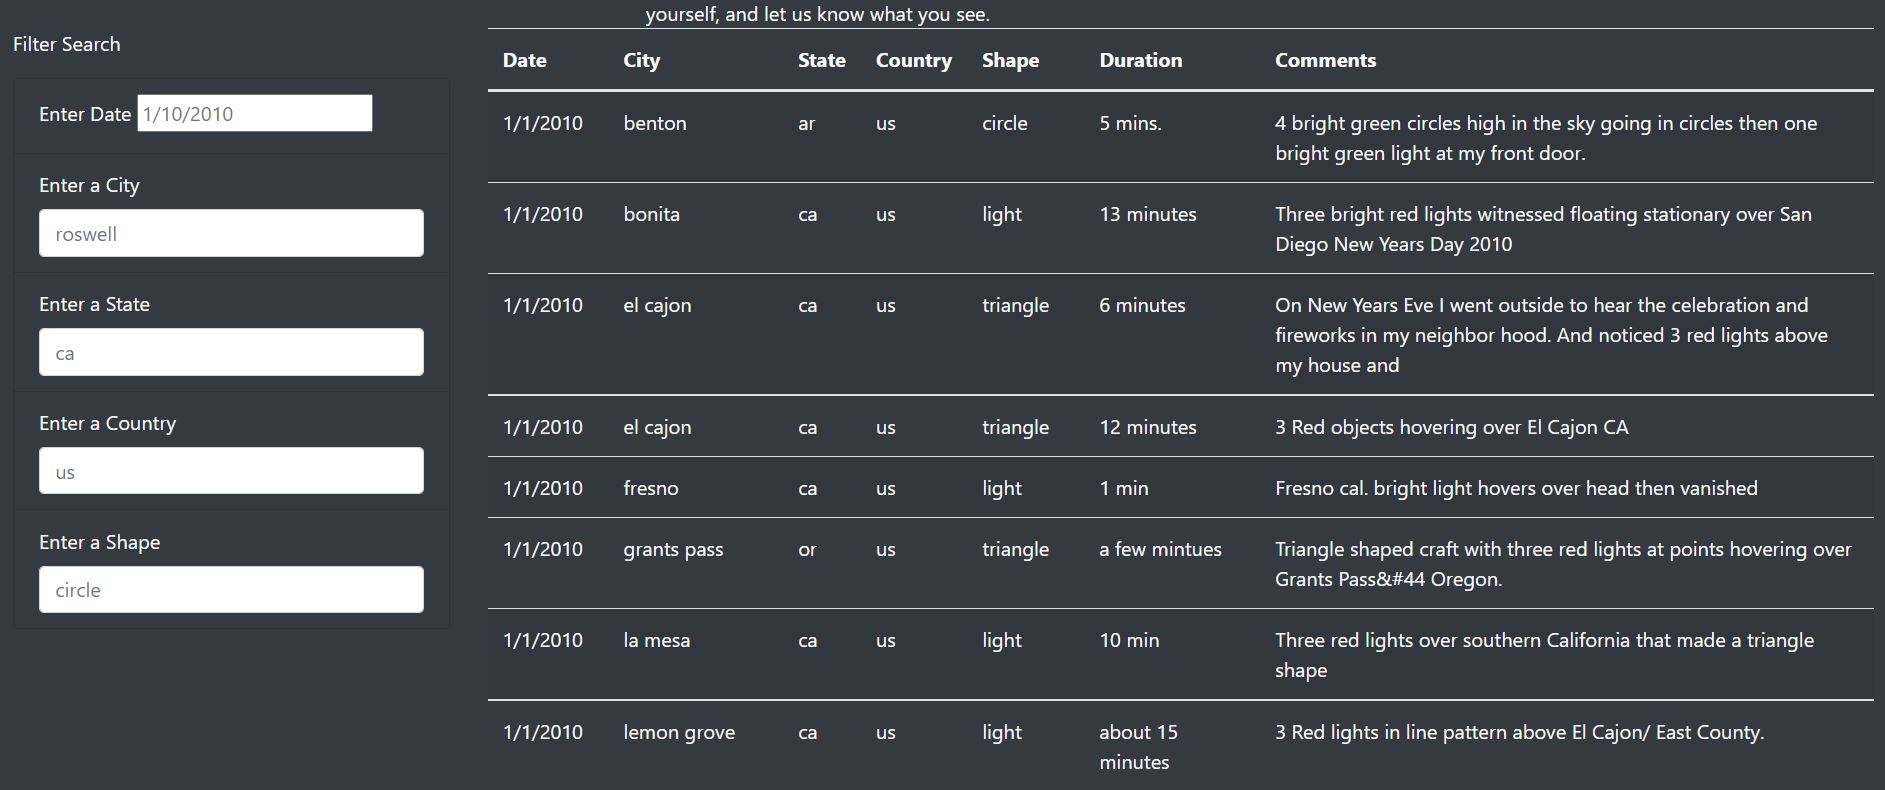 yourself, and let us know what you see.
Filter Search
Enter Date 1/10/2010
Enter a City
roswell
Enter a State
ca
Enter a Country
us
Enter a Shape
circle
Date City State Country Shape Duration Comments
1/1/2010 benton ar us circle 5 mins. 4 bright green circles high in the sky going in circles then one
bright green light at my front door.
1/1/2010 bonita ca us light 13 minutes Three bright red lights witnessed floating stationary over San
Diego New Years Day 2010
1/1/2010 el cajon ca us triangle 6 minutes On New Years Eve I went outside to hear the celebration and
fireworks in my neighbor hood. And noticed 3 red lights above
my house and
1/1/2010 el cajon ca us triangle 12 minutes 3 Red objects hovering over El Cajon CA
1/1/2010 fresno ca us light 1 min Fresno cal. bright light hovers over head then vanished
1/1/2010 grants pass or us triangle a few mintues Triangle shaped craft with three red lights at points hovering over
Grants Pass&#44 Oregon.
1/1/2010 la mesa ca us light 10 min Three red lights over southern California that made a triangle
shape
1/1/2010 lemon grove ca us light about 15 3 Red lights in line pattern above El Cajon/ East County.
minutes